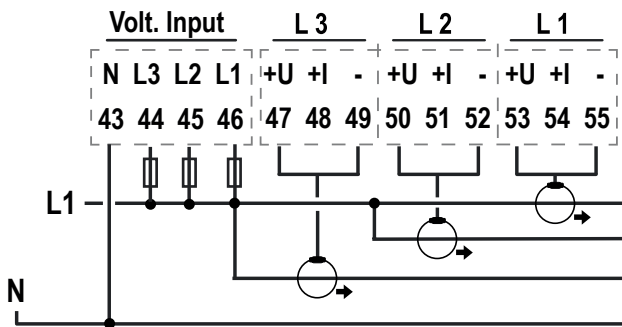 Volt. Input L 3 L 2 L 1
N L3 L2 L1 +U +I - +U +I - +U +I -
43 44 45 46 47 48 49 50 51 52 53 54 55
L1
N